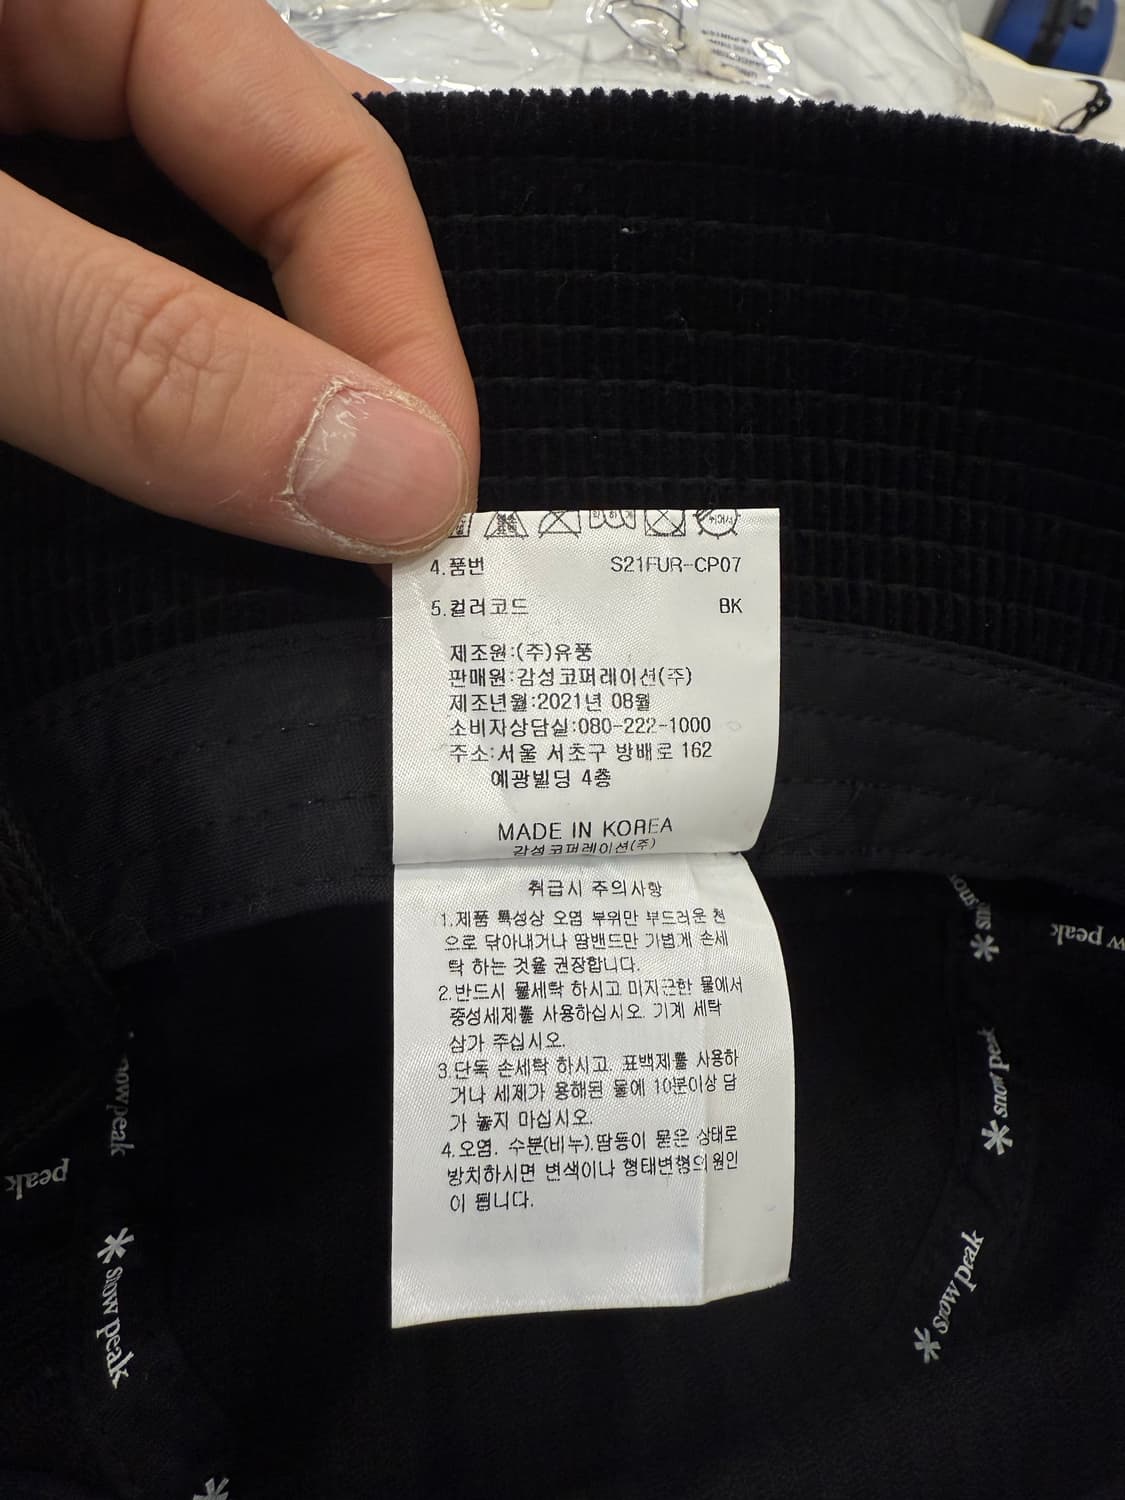 4.품번 S21FUR-CP07
5.컬러코드 BK
제조원:(주)유풍
판매원:감성코퍼레이션(주)
제조년월:2021년 08월
소비자상담실:080-222-1000
주소:서울 서초구 방배로 162
예광빌딩 4층
MADE IN KOREA
감성코퍼레이션(주)
취급시 주의사항
1.제품 특성상 오염 부위만 부드러운 천
으로 닦아내거나 땀밴드만 가볍게 손세
탁 하는 것을 권장합니다.
2.반드시 물세탁 하시고 미지근한 물에서
중성세제를 사용하십시오. 기계 세탁
삼가 주십시오.
3.단독 손세탁 하시고. 표백제를 사용하
거나 세제가 용해된 물에 10분이상 담
가 놓지 마십시오.
4.오염. 수분(비누).땀등이 묻은 상태로
방치하시면 변색이나 형태변형의 원인
이 됩니다.
snow peak
snow peak
snow peak
peak
snow peak
snow peak
peak